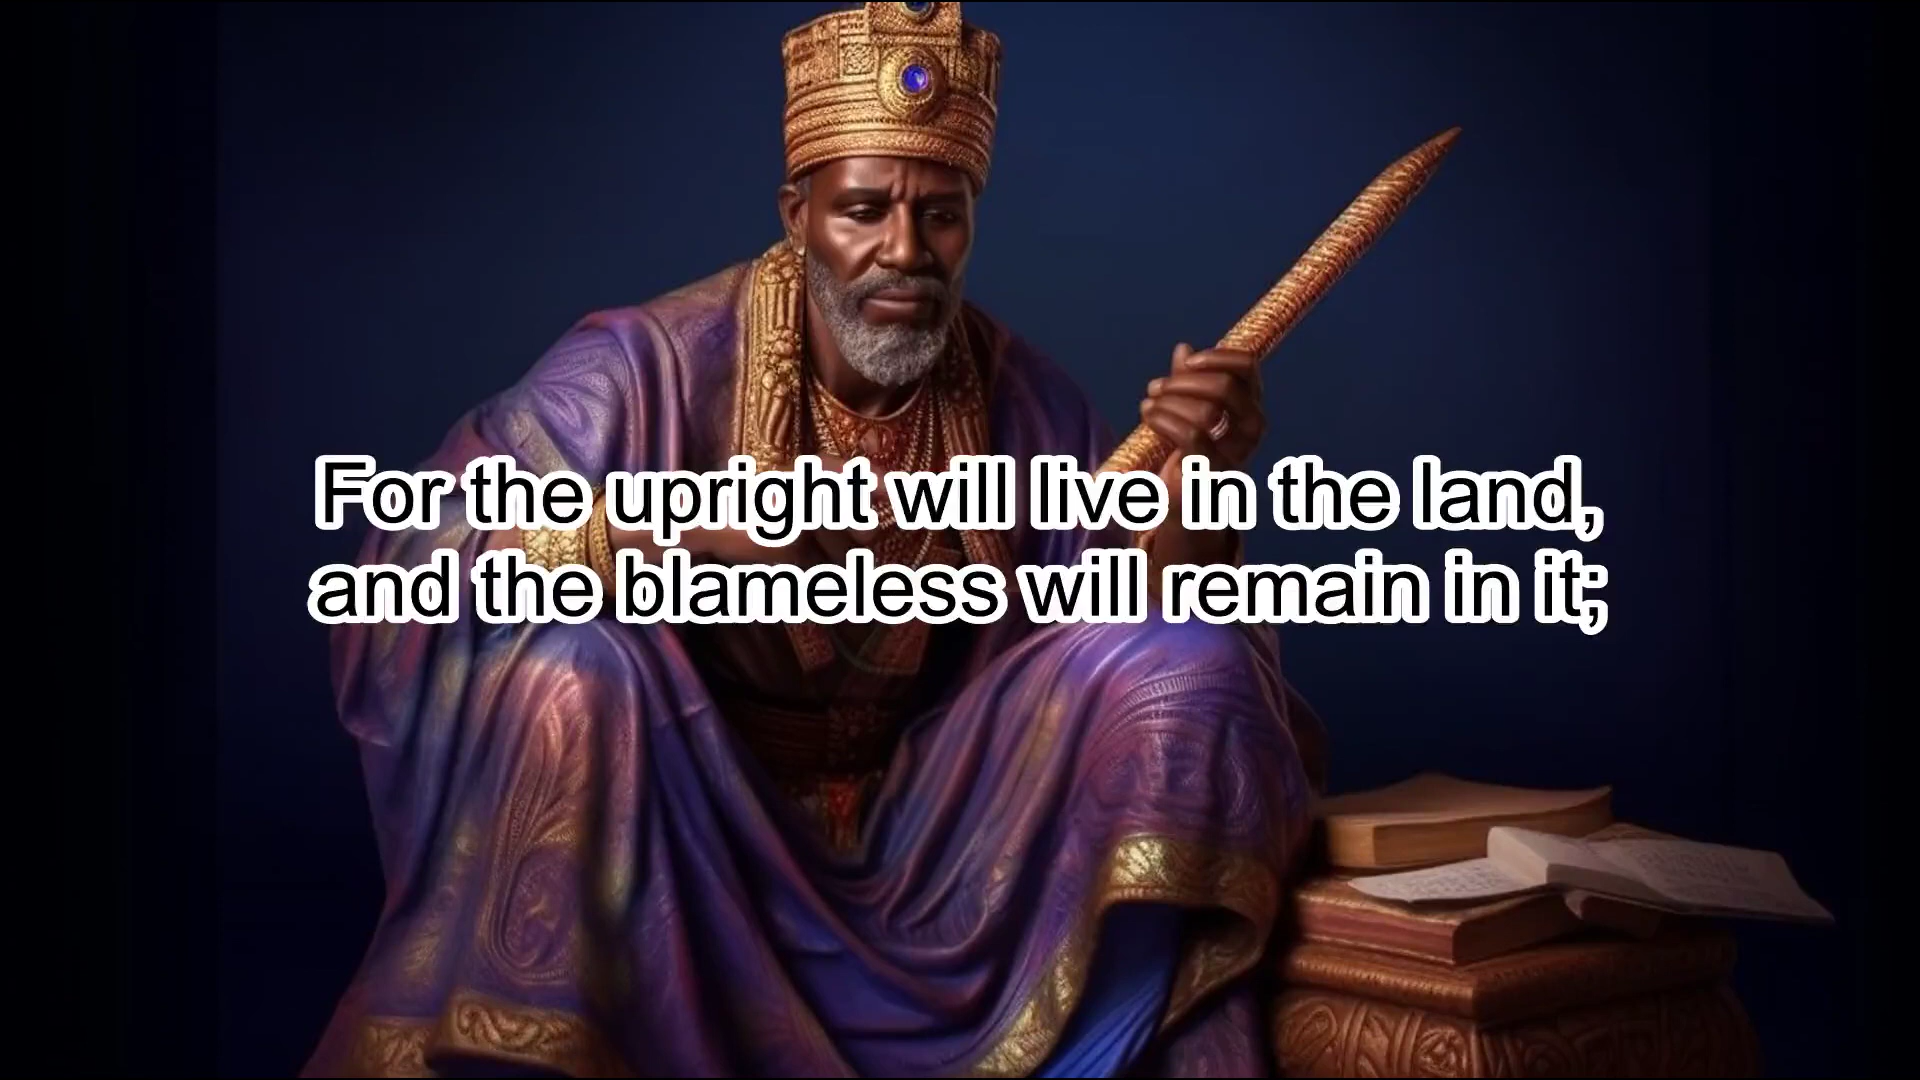 For the upright will live in the land,
and the blameless will remain in it;